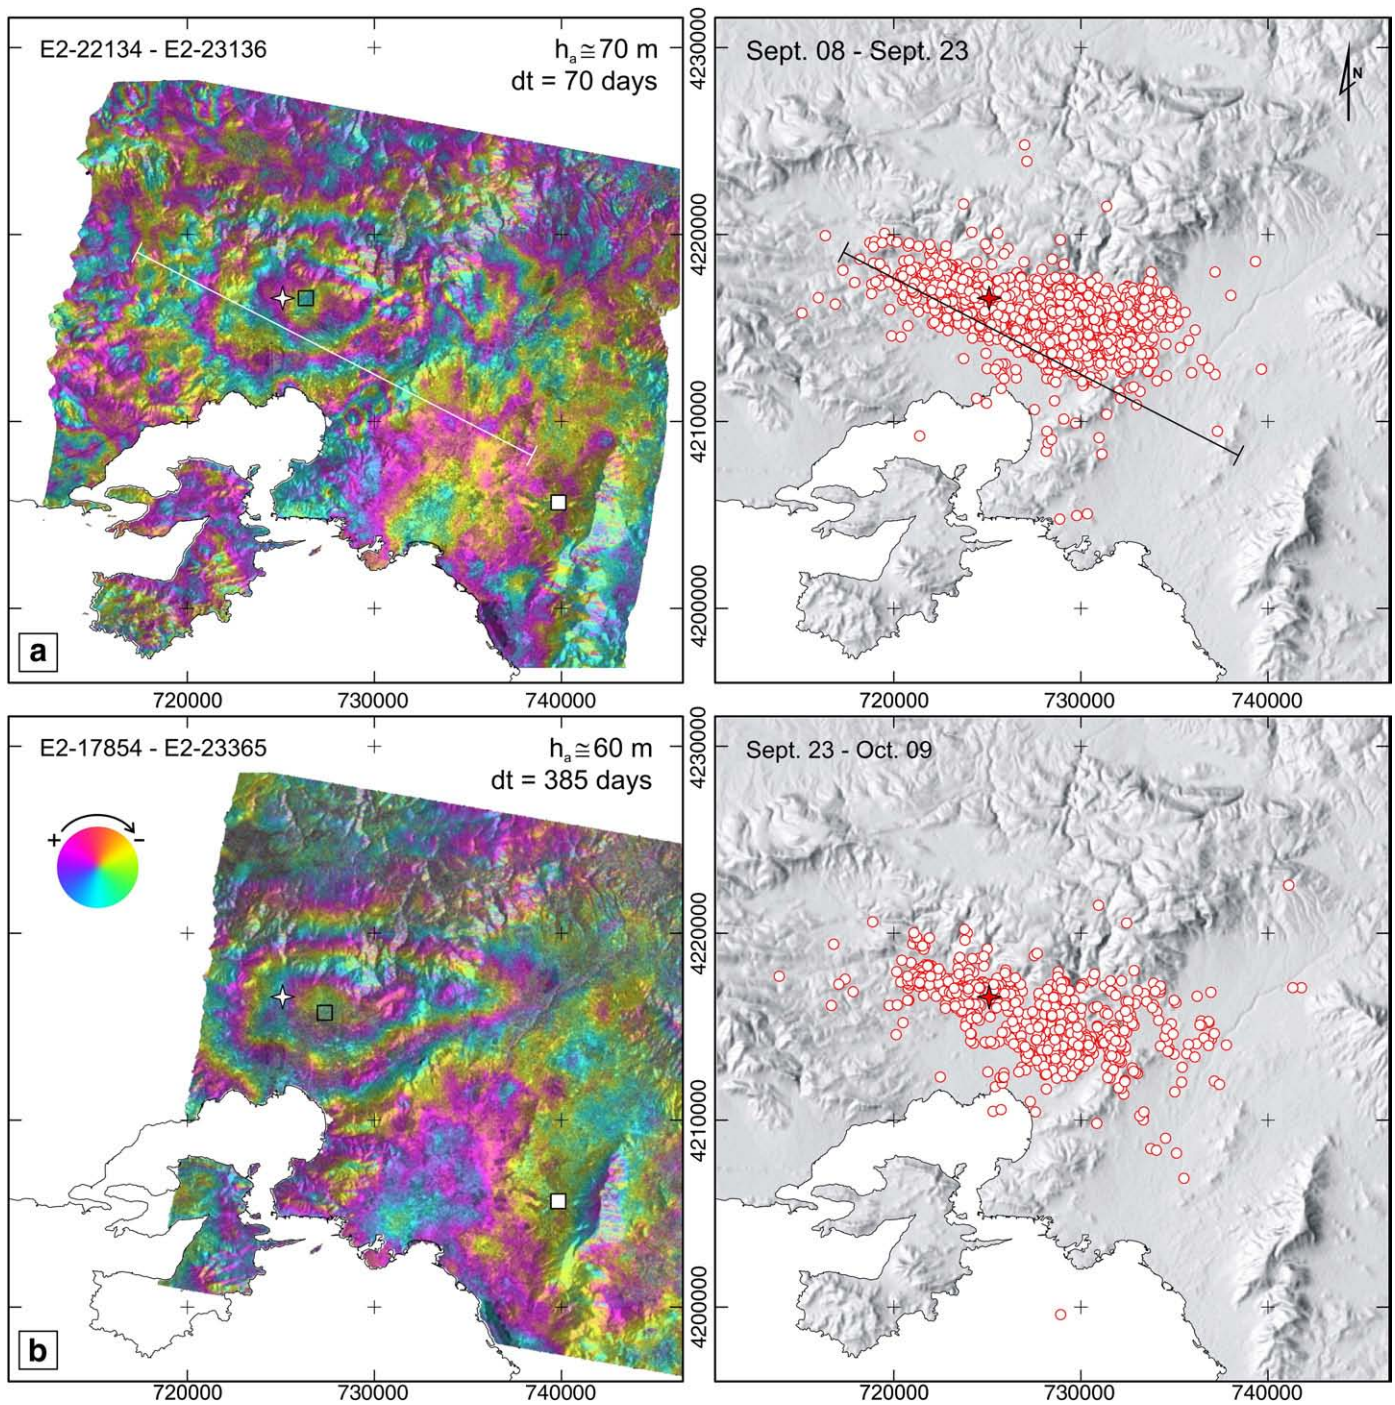 E2-22134 - E2-23136
hₐ≅70 m
dt = 70 days
a
Sept. 08 - Sept. 23
N
4230000
4220000
4210000
4200000
720000 730000 740000
720000 730000 740000
E2-17854 - E2-23365
hₐ≅60 m
dt = 385 days
+ -
b
Sept. 23 - Oct. 09
4230000
4220000
4210000
4200000
720000 730000 740000
720000 730000 740000